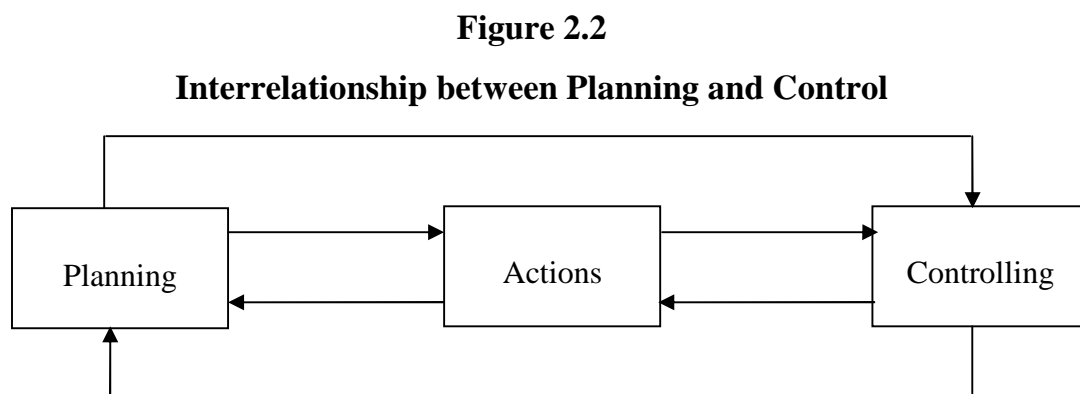 Figure 2.2
Interrelationship between Planning and Control
Planning
Actions
Controlling